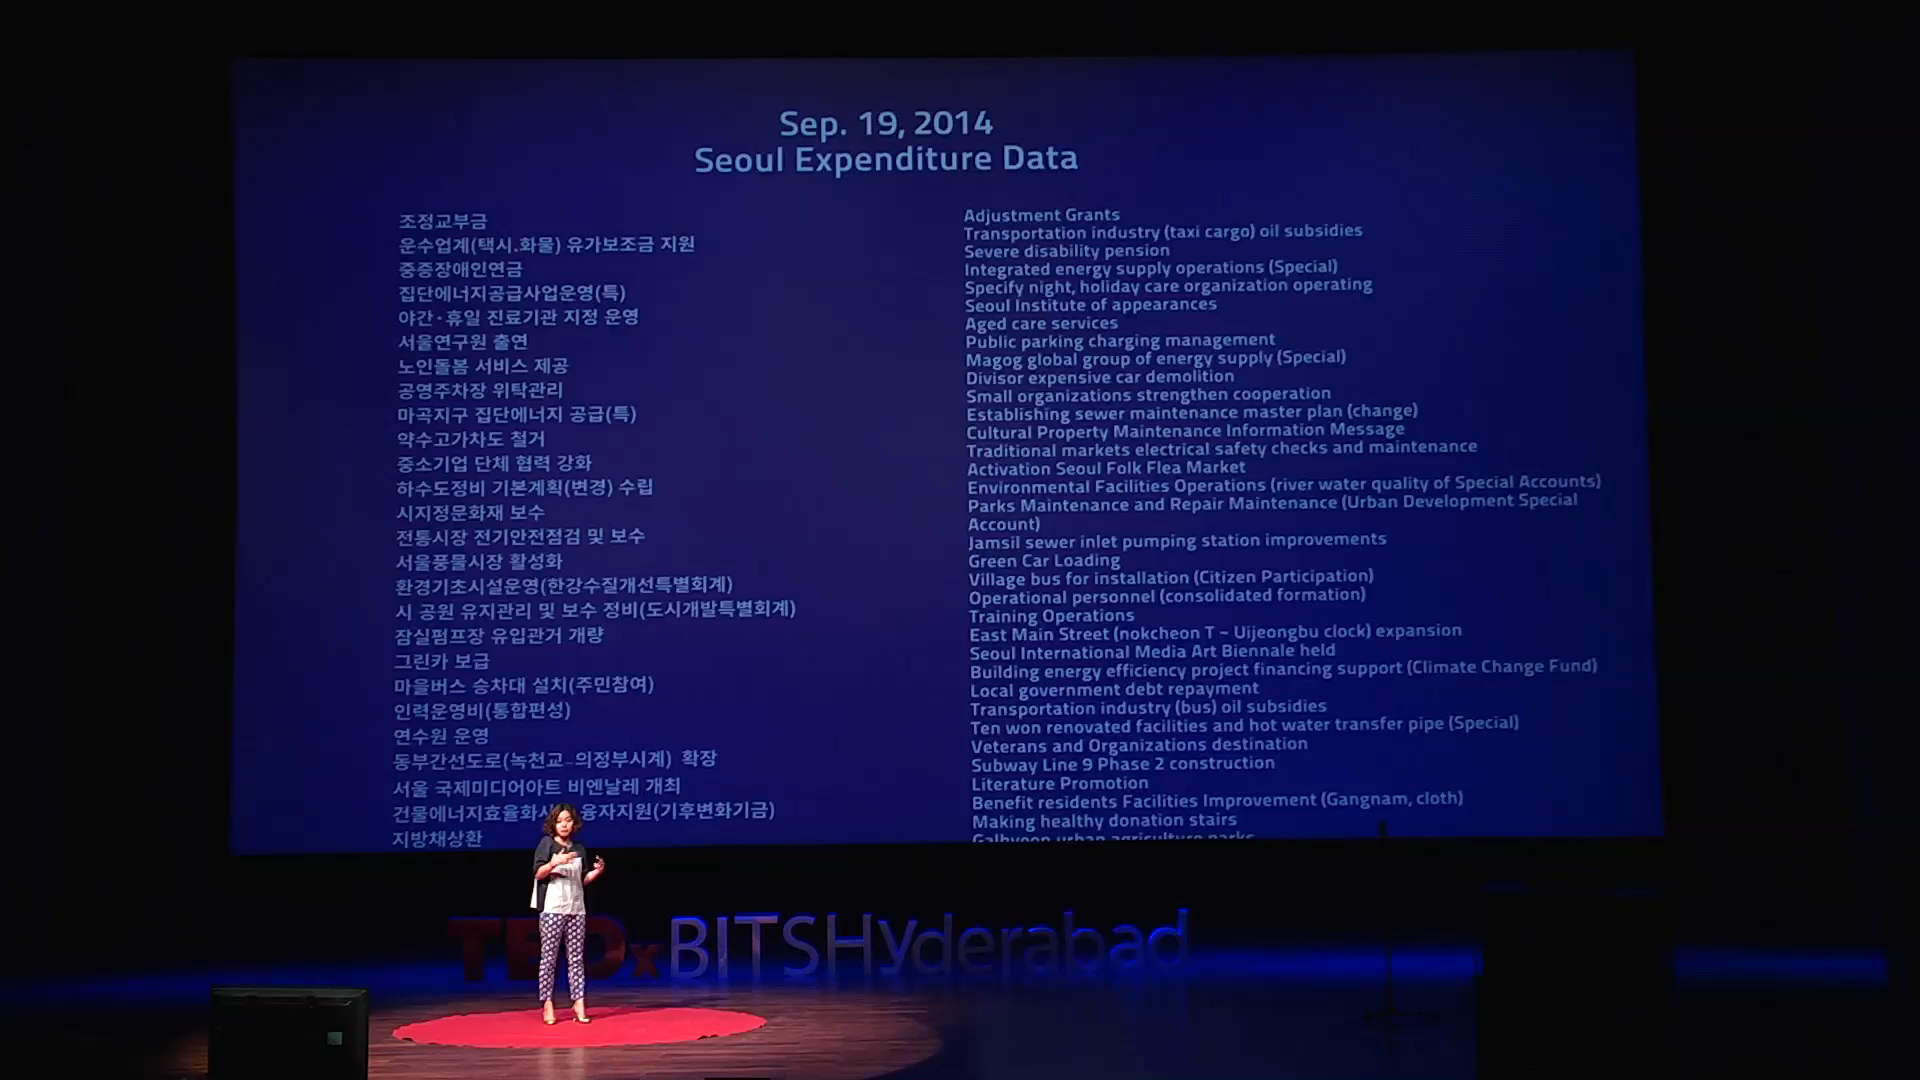 Sep. 19, 2014
Seoul Expenditure Data
조정교부금
운수업계(택시.화물) 유가보조금 지원
중증장애인연금
집단에너지공급사업운영(특)
야간·휴일 진료기관 지정 운영
서울연구원 출연
노인돌봄 서비스 제공
공영주차장 위탁관리
마곡지구 집단에너지 공급(특)
약수고가차도 철거
중소기업 단체 협력 강화
하수도정비 기본계획(변경) 수립
시지정문화재 보수
전통시장 전기안전점검 및 보수
서울풍물시장 활성화
환경기초시설운영(한강수질개선특별회계)
시 공원 유지관리 및 보수 정비(도시개발특별회계)
잠실펌프장 유입관거 개량
그린카 보급
마을버스 승차대 설치(주민참여)
인력운영비(통합편성)
연수원 운영
동부간선도로(녹천교~의정부시계) 확장
서울 국제미디어아트 비엔날레 개최
건물에너지효율화사 융자지원(기후변화기금)
지방채상환
Adjustment Grants
Transportation industry (taxi cargo) oil subsidies
Severe disability pension
Integrated energy supply operations (Special)
Specify night, holiday care organization operating
Seoul Institute of appearances
Aged care services
Public parking charging management
Magog global group of energy supply (Special)
Divisor expensive car demolition
Small organizations strengthen cooperation
Establishing sewer maintenance master plan (change)
Cultural Property Maintenance Information Message
Traditional markets electrical safety checks and maintenance
Activation Seoul Folk Flea Market
Environmental Facilities Operations (river water quality of Special Accounts)
Parks Maintenance and Repair Maintenance (Urban Development Special
Account)
Jamsil sewer inlet pumping station improvements
Green Car Loading
Village bus for installation (Citizen Participation)
Operational personnel (consolidated formation)
Training Operations
East Main Street (nokcheon T ~ Uijeongbu clock) expansion
Seoul International Media Art Biennale held
Building energy efficiency project financing support (Climate Change Fund)
Local government debt repayment
Transportation industry (bus) oil subsidies
Ten won renovated facilities and hot water transfer pipe (Special)
Veterans and Organizations destination
Subway Line 9 Phase 2 construction
Literature Promotion
Benefit residents Facilities Improvement (Gangnam, cloth)
Making healthy donation stairs
Galhyeon urban agriculture parks
TEDxBITSHyderabad